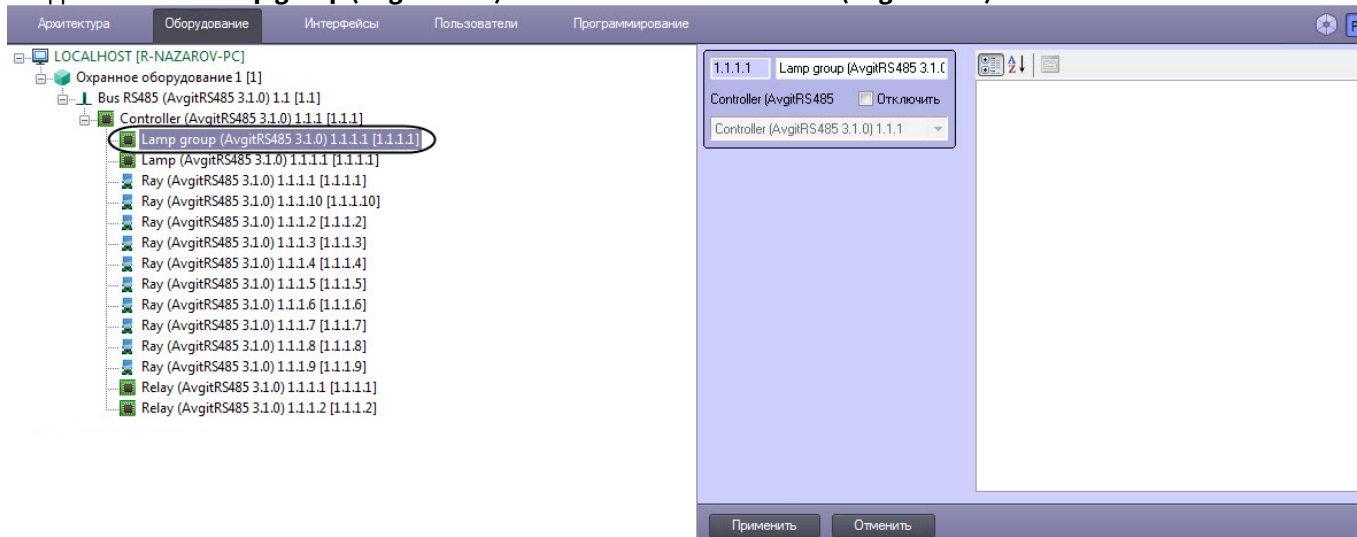 Архитектура Оборудование Интерфейсы Пользователи Программирование
LOCALHOST [R-NAZAROV-PC]
Охранное оборудование 1 [1]
Bus RS485 (AvgitRS485 3.1.0) 1.1 [1.1]
Controller (AvgitRS485 3.1.0) 1.1.1 [1.1.1]
Lamp group (AvgitRS485 3.1.0) 1.1.1.1 [1.1.1.1]
Lamp (AvgitRS485 3.1.0) 1.1.1.1 [1.1.1.1]
Ray (AvgitRS485 3.1.0) 1.1.1.1 [1.1.1.1]
Ray (AvgitRS485 3.1.0) 1.1.1.10 [1.1.1.10]
Ray (AvgitRS485 3.1.0) 1.1.1.2 [1.1.1.2]
Ray (AvgitRS485 3.1.0) 1.1.1.3 [1.1.1.3]
Ray (AvgitRS485 3.1.0) 1.1.1.4 [1.1.1.4]
Ray (AvgitRS485 3.1.0) 1.1.1.5 [1.1.1.5]
Ray (AvgitRS485 3.1.0) 1.1.1.6 [1.1.1.6]
Ray (AvgitRS485 3.1.0) 1.1.1.7 [1.1.1.7]
Ray (AvgitRS485 3.1.0) 1.1.1.8 [1.1.1.8]
Ray (AvgitRS485 3.1.0) 1.1.1.9 [1.1.1.9]
Relay (AvgitRS485 3.1.0) 1.1.1.1 [1.1.1.1]
Relay (AvgitRS485 3.1.0) 1.1.1.2 [1.1.1.2]
1.1.1.1 Lamp group (AvgitRS485 3.1.(
Controller (AvgitRS485 Отключить
Controller (AvgitRS485 3.1.0) 1.1.1
Применить Отменить